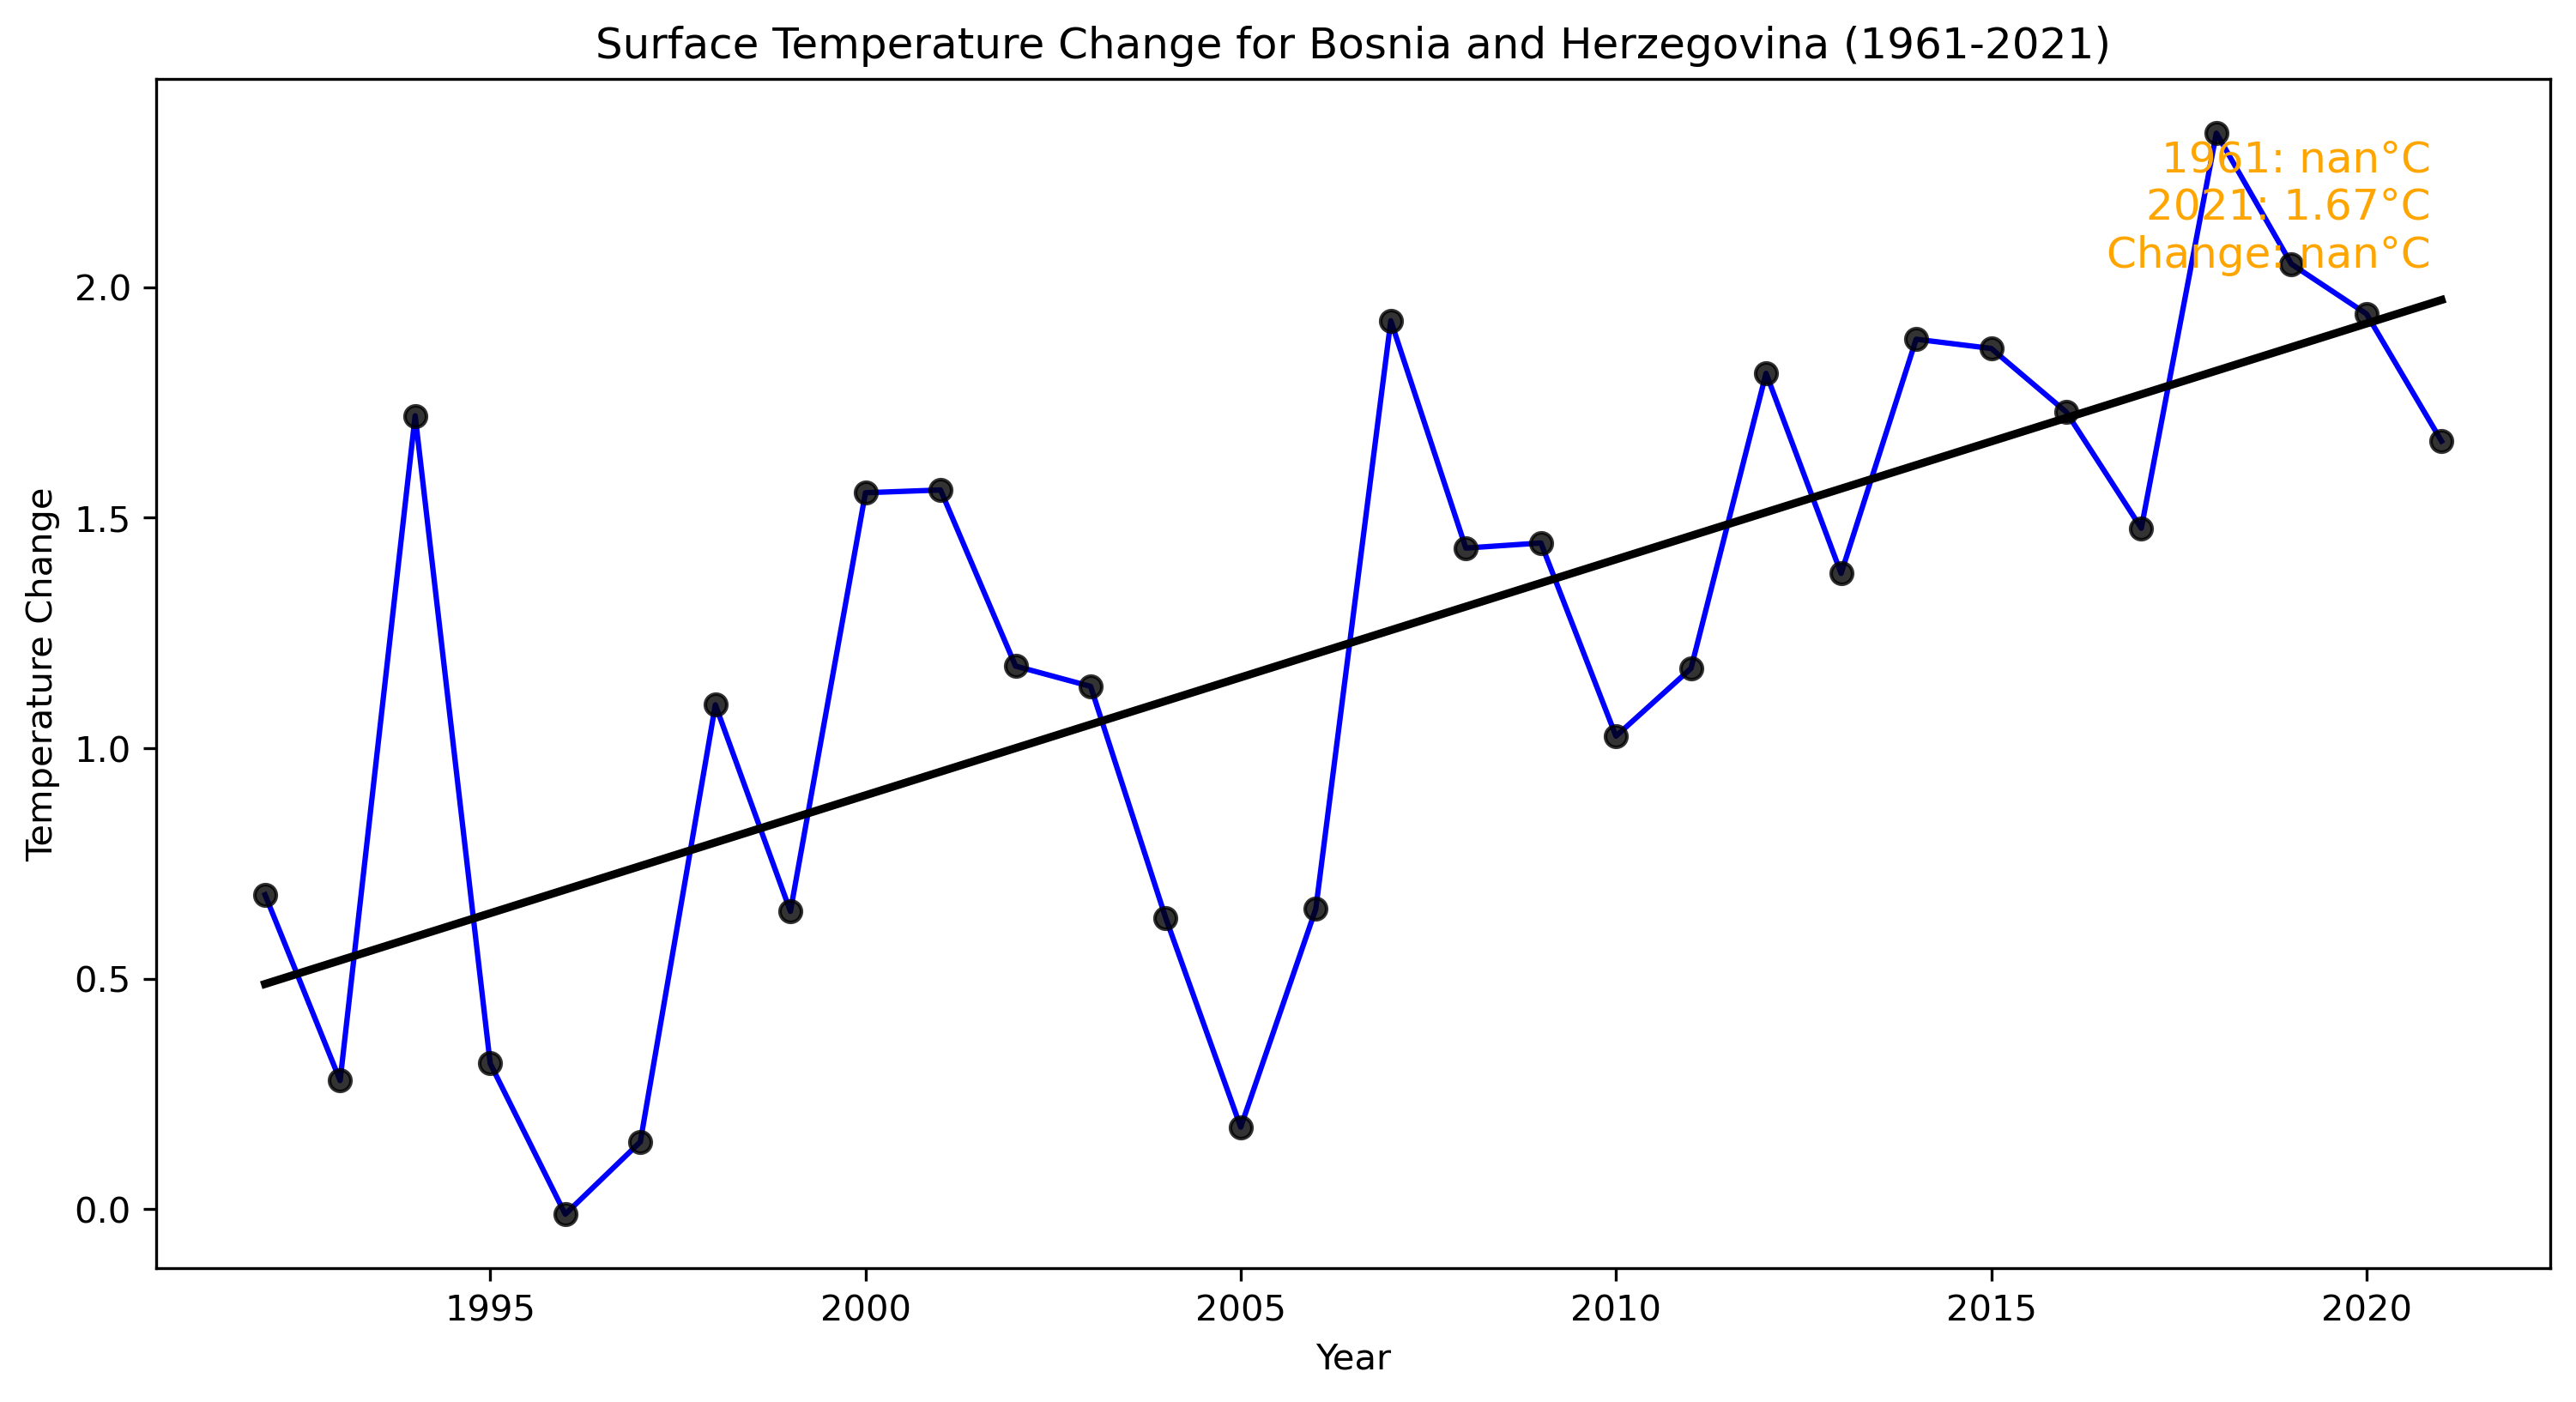 Surface Temperature Change for Bosnia and Herzegovina (1961-2021)
1961: nan°C
2021: 1.67°C
Change: nan°C
Temperature Change
2.0
1.5
1.0
0.5
0.0
1995 2000 2005 2010 2015 2020
Year